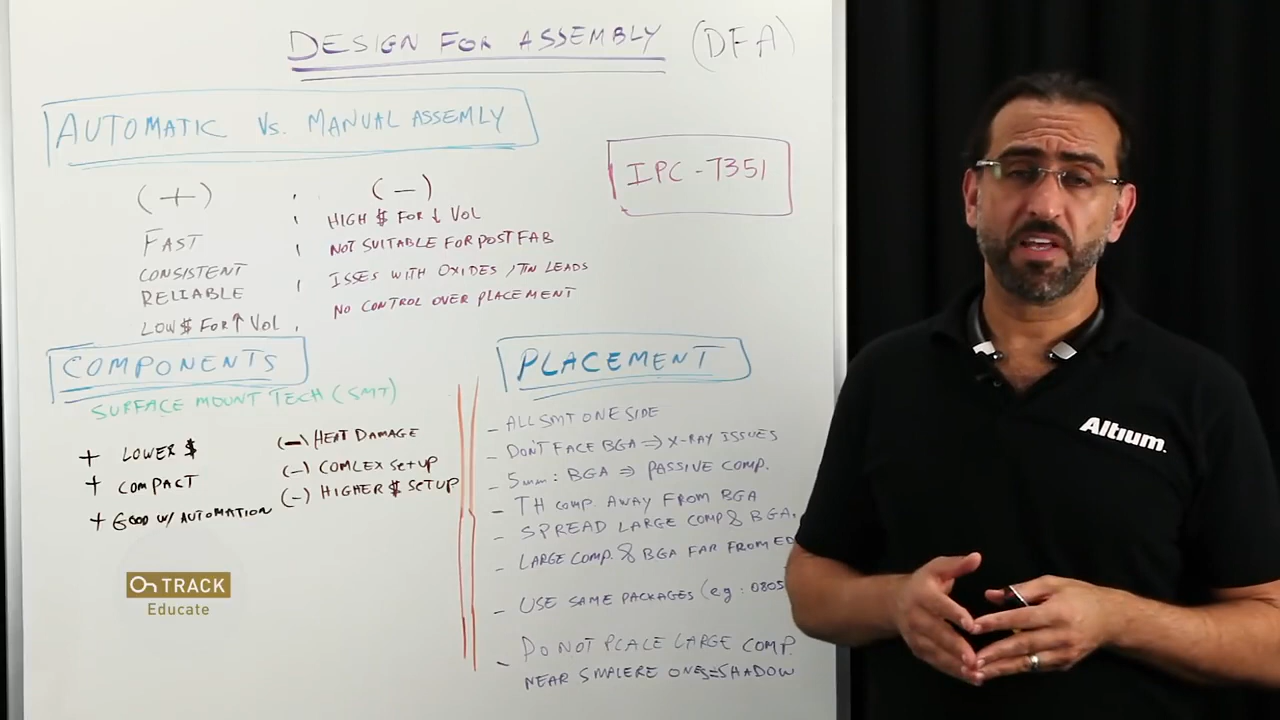 DESIGN FOR ASSEMBLY (DFA)
AUTOMATIC Vs. MANUAL ASSEMLY
(+)
FAST
CONSISTENT
RELIABLE
LOW $ FOR ↑ VOL
(-)
HIGH $ FOR ↓ VOL
NOT SUITABLE FOR POST FAB
ISSES WITH OXIDES / TIN LEADS
NO CONTROL OVER PLACEMENT
IPC-7351
COMPONENTS
SURFACE MOUNT TECH (SMT)
+ LOWER $
+ COMPACT
+ GOOD W/ AUTOMATION
(-) HEAT DAMAGE
(-) COMLEX SETUP
(-) HIGHER $ SETUP
PLACEMENT
- ALL SMT ONE SIDE
- DON'T FACE BGA ⇒ X-RAY ISSUES
- 5mm: BGA ⇒ PASSIVE COMP.
- TH COMP. AWAY FROM BGA
- SPREAD LARGE COMP & BGA.
- LARGE COMP. & BGA FAR FROM ED
- USE SAME PACKAGES (eg: 0805
- DO NOT PLACE LARGE COMP.
NEAR SMALERE ONES ⇒ SHADOW
Altium.
On TRACK
Educate